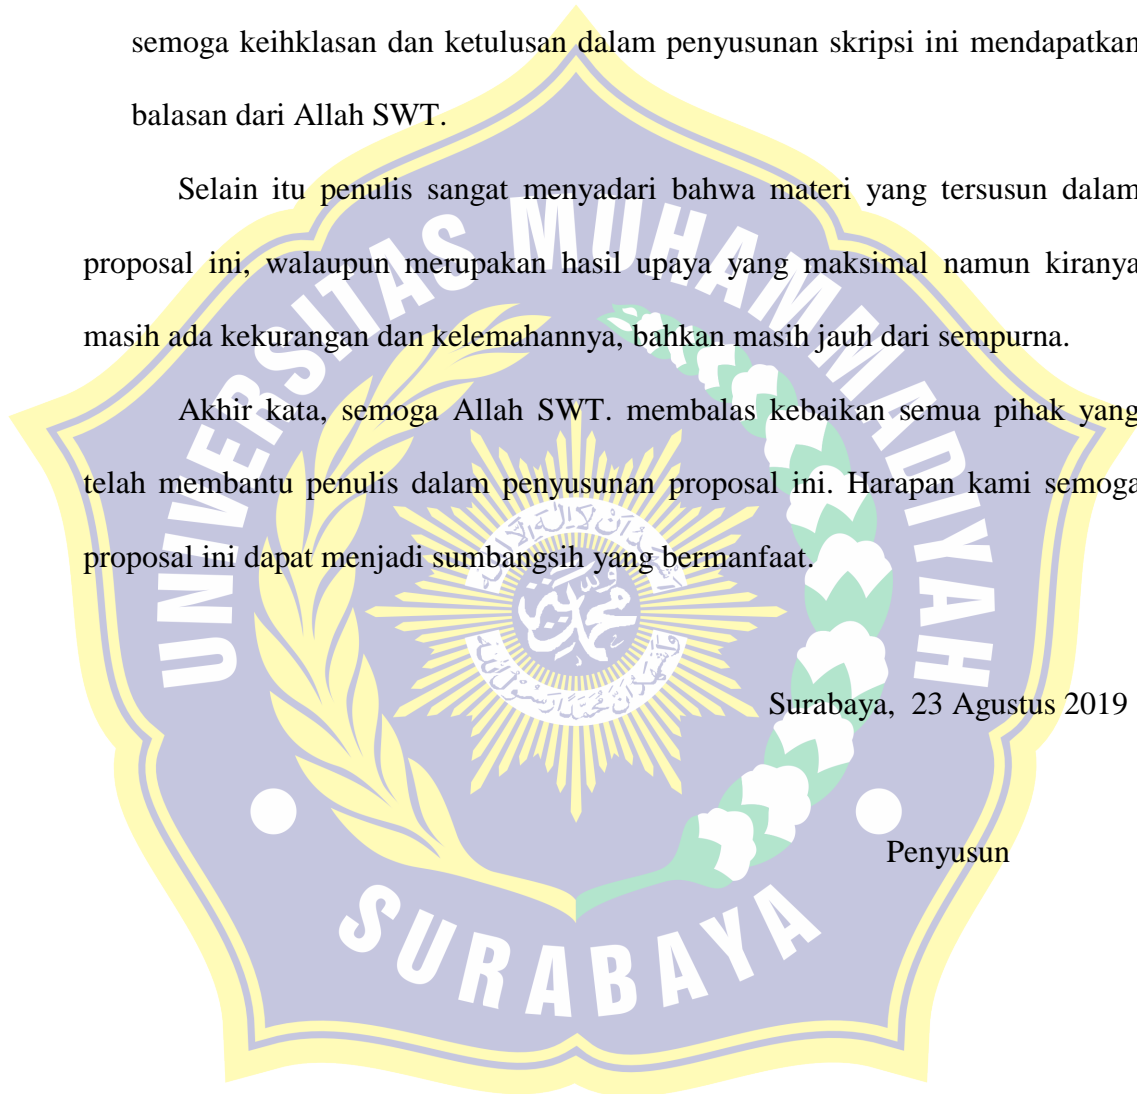 semoga keihklasan dan ketulusan dalam penyusunan skripsi ini mendapatkan
balasan dari Allah SWT.
Selain itu penulis sangat menyadari bahwa materi yang tersusun dalam
proposal ini, walaupun merupakan hasil upaya yang maksimal namun kiranya
masih ada kekurangan dan kelemahannya, bahkan masih jauh dari sempurna.
Akhir kata, semoga Allah SWT. membalas kebaikan semua pihak yang
telah membantu penulis dalam penyusunan proposal ini. Harapan kami semoga
proposal ini dapat menjadi sumbangsih yang bermanfaat.
Surabaya, 23 Agustus 2019
Penyusun
UNIVERSITAS MUHAMMADIYAH
SURABAYA